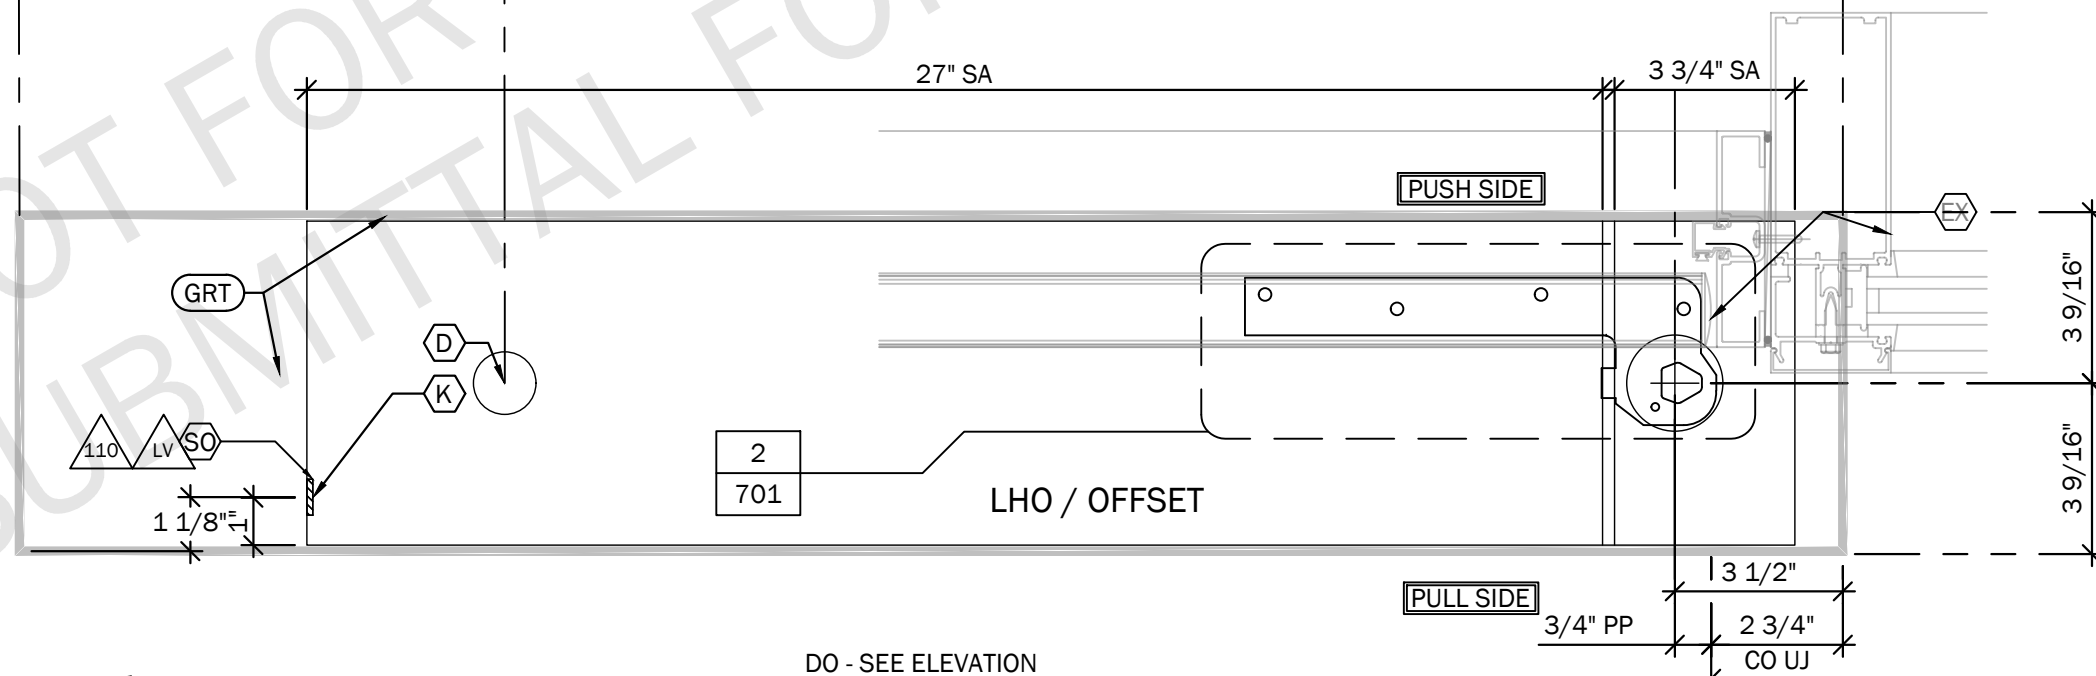 NOT FOR
SUBMITTAL FOR
27" SA
3 3/4" SA
PUSH SIDE
EX
GRT
D
K
110
LV
SO
1 1/8"
1"
2
701
LHO / OFFSET
3 9/16"
3 9/16"
PULL SIDE
3 1/2"
3/4" PP
2 3/4"
CO UJ
DO - SEE ELEVATION